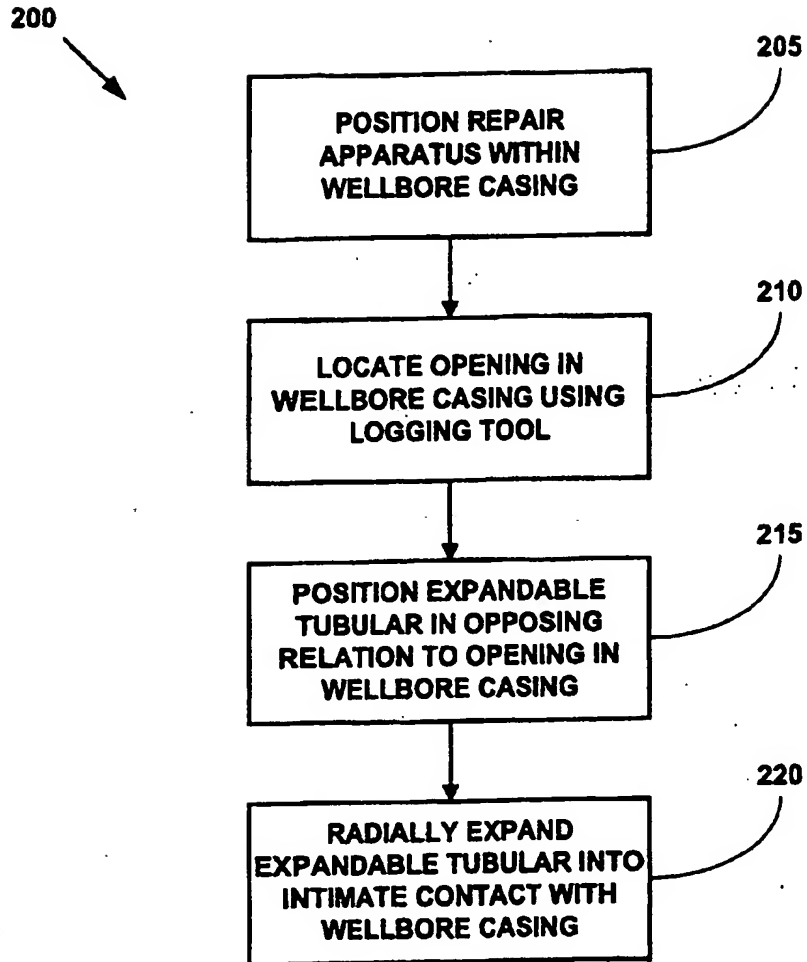 200
205
POSITION REPAIR
APPARATUS WITHIN
WELLBORE CASING
210
LOCATE OPENING IN
WELLBORE CASING USING
LOGGING TOOL
215
POSITION EXPANDABLE
TUBULAR IN OPPOSING
RELATION TO OPENING IN
WELLBORE CASING
220
RADIALLY EXPAND
EXPANDABLE TUBULAR INTO
INTIMATE CONTACT WITH
WELLBORE CASING